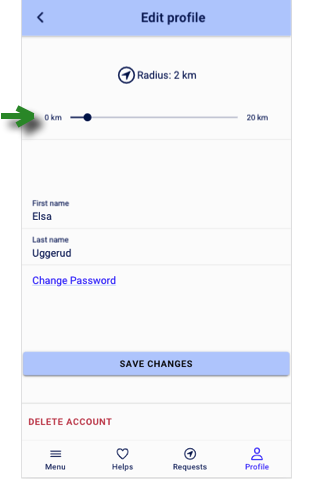 Edit profile
Radius: 2 km
0 km 20 km
First name
Elsa
Last name
Uggerud
Change Password
SAVE CHANGES
DELETE ACCOUNT
Menu Helps Requests Profile